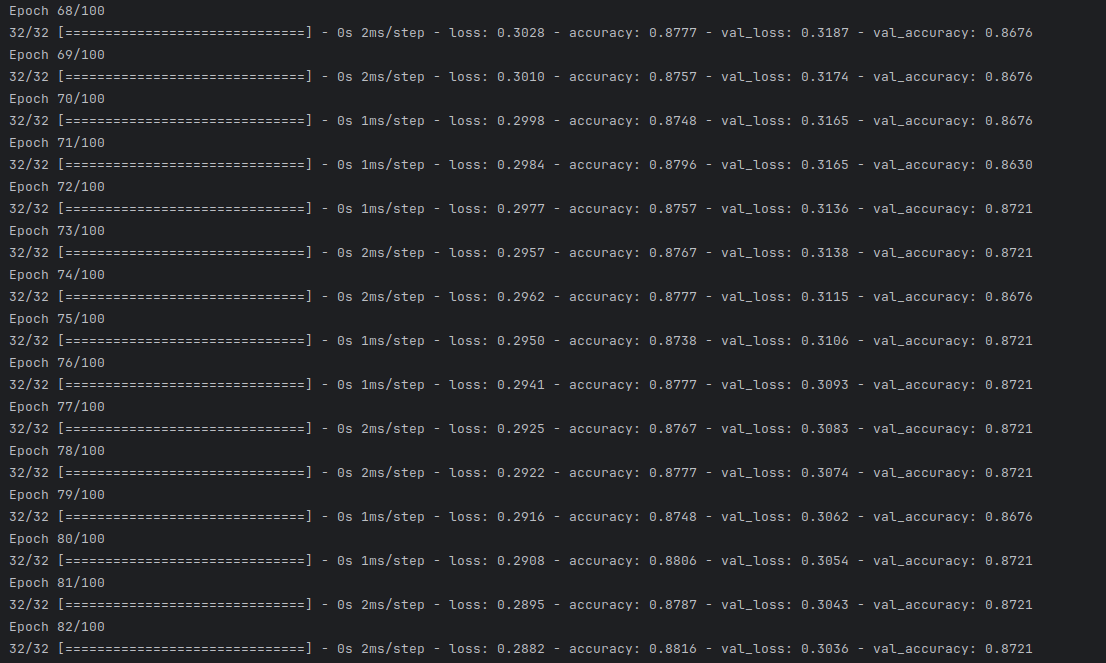 Epoch 68/100
32/32 [==============================] - 0s 2ms/step - loss: 0.3028 - accuracy: 0.8777 - val_loss: 0.3187 - val_accuracy: 0.8676
Epoch 69/100
32/32 [==============================] - 0s 2ms/step - loss: 0.3010 - accuracy: 0.8757 - val_loss: 0.3174 - val_accuracy: 0.8676
Epoch 70/100
32/32 [==============================] - 0s 1ms/step - loss: 0.2998 - accuracy: 0.8748 - val_loss: 0.3165 - val_accuracy: 0.8676
Epoch 71/100
32/32 [==============================] - 0s 1ms/step - loss: 0.2984 - accuracy: 0.8796 - val_loss: 0.3165 - val_accuracy: 0.8630
Epoch 72/100
32/32 [==============================] - 0s 1ms/step - loss: 0.2977 - accuracy: 0.8757 - val_loss: 0.3136 - val_accuracy: 0.8721
Epoch 73/100
32/32 [==============================] - 0s 2ms/step - loss: 0.2957 - accuracy: 0.8767 - val_loss: 0.3138 - val_accuracy: 0.8721
Epoch 74/100
32/32 [==============================] - 0s 2ms/step - loss: 0.2962 - accuracy: 0.8777 - val_loss: 0.3115 - val_accuracy: 0.8676
Epoch 75/100
32/32 [==============================] - 0s 1ms/step - loss: 0.2950 - accuracy: 0.8738 - val_loss: 0.3106 - val_accuracy: 0.8721
Epoch 76/100
32/32 [==============================] - 0s 1ms/step - loss: 0.2941 - accuracy: 0.8777 - val_loss: 0.3093 - val_accuracy: 0.8721
Epoch 77/100
32/32 [==============================] - 0s 2ms/step - loss: 0.2925 - accuracy: 0.8767 - val_loss: 0.3083 - val_accuracy: 0.8721
Epoch 78/100
32/32 [==============================] - 0s 2ms/step - loss: 0.2922 - accuracy: 0.8777 - val_loss: 0.3074 - val_accuracy: 0.8721
Epoch 79/100
32/32 [==============================] - 0s 1ms/step - loss: 0.2916 - accuracy: 0.8748 - val_loss: 0.3062 - val_accuracy: 0.8676
Epoch 80/100
32/32 [==============================] - 0s 1ms/step - loss: 0.2908 - accuracy: 0.8806 - val_loss: 0.3054 - val_accuracy: 0.8721
Epoch 81/100
32/32 [==============================] - 0s 2ms/step - loss: 0.2895 - accuracy: 0.8787 - val_loss: 0.3043 - val_accuracy: 0.8721
Epoch 82/100
32/32 [==============================] - 0s 2ms/step - loss: 0.2882 - accuracy: 0.8816 - val_loss: 0.3036 - val_accuracy: 0.8721